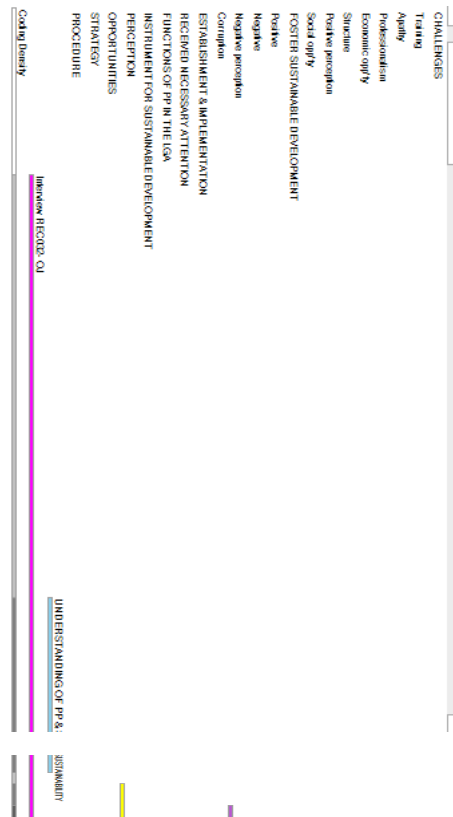 CHALLENGES
Training
Apathy
Professionalism
Economic opp'ty
Structure
Positive perception
Social opp'ty
FOSTER SUSTAINABLE DEVELOPMENT
Positive
Negative
Negative perception
Corruption
ESTABLISHMENT & IMPLEMENTATION
RECEIVED NECESSARY ATTENTION
FUNCTIONS OF PP IN THE LGA
INSTRUMENT FOR SUSTAINABLE DEVELOPMENT
PERCEPTION
OPPORTUNITIES
STRATEGY
PROCEDURE
UNDERSTANDING OF PP &
SUSTAINABILITY
Interview REC002- OJ
Coding Density